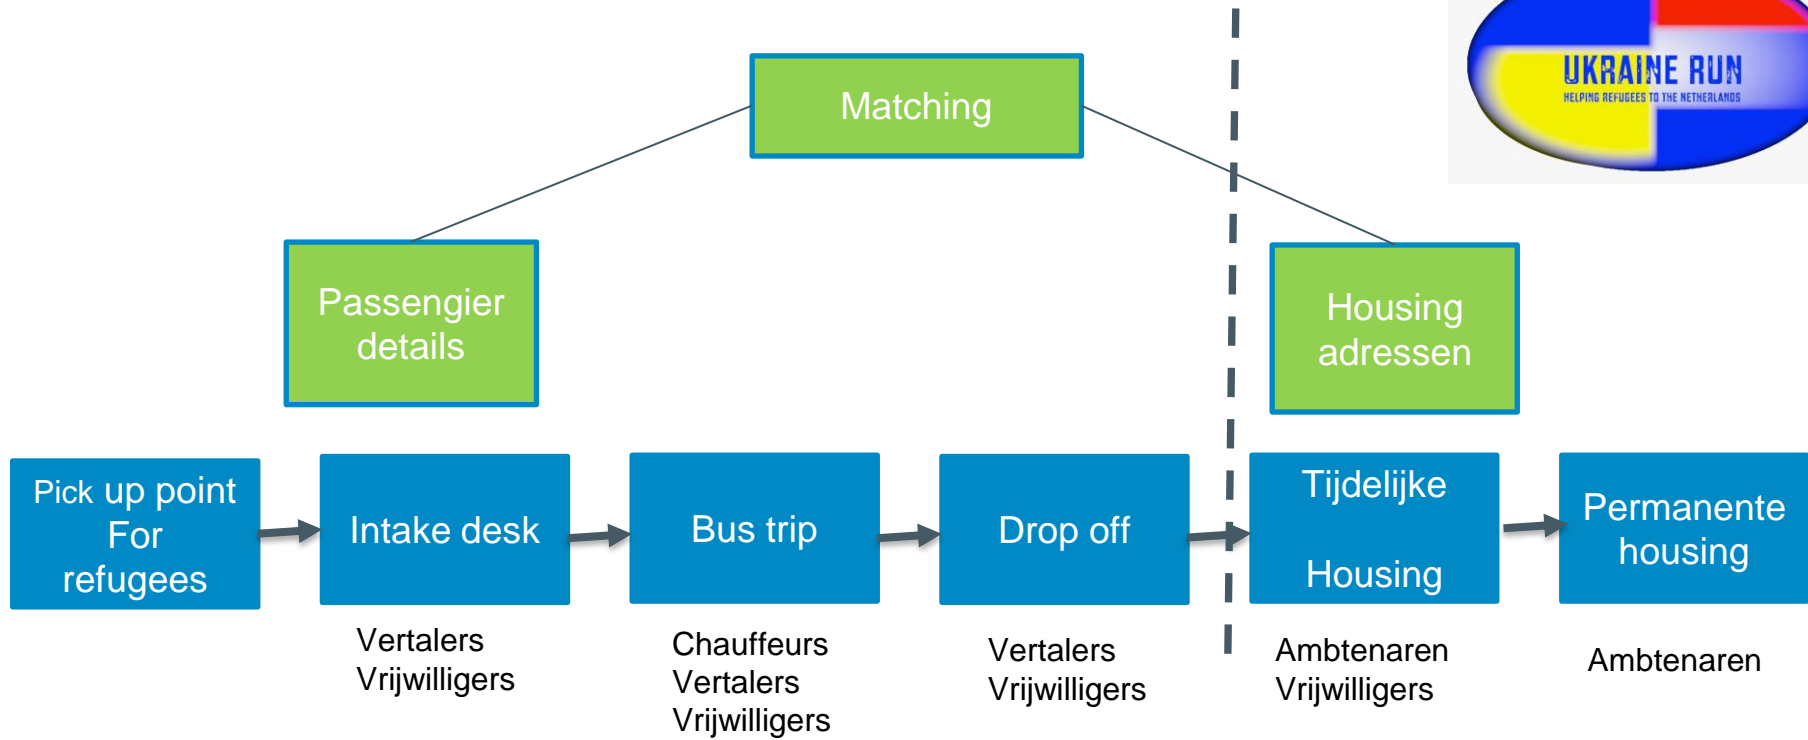 UKRAINE RUN
HELPING REFUGEES TO THE NETHERLANDS
Matching
Passengier
details
Housing
adressen
Pick up point
For
refugees
Intake desk
Bus trip
Drop off
Tijdelijke
Housing
Permanente
housing
Vertalers
Vrijwilligers
Chauffeurs
Vertalers
Vrijwilligers
Vertalers
Vrijwilligers
Ambtenaren
Vrijwilligers
Ambtenaren